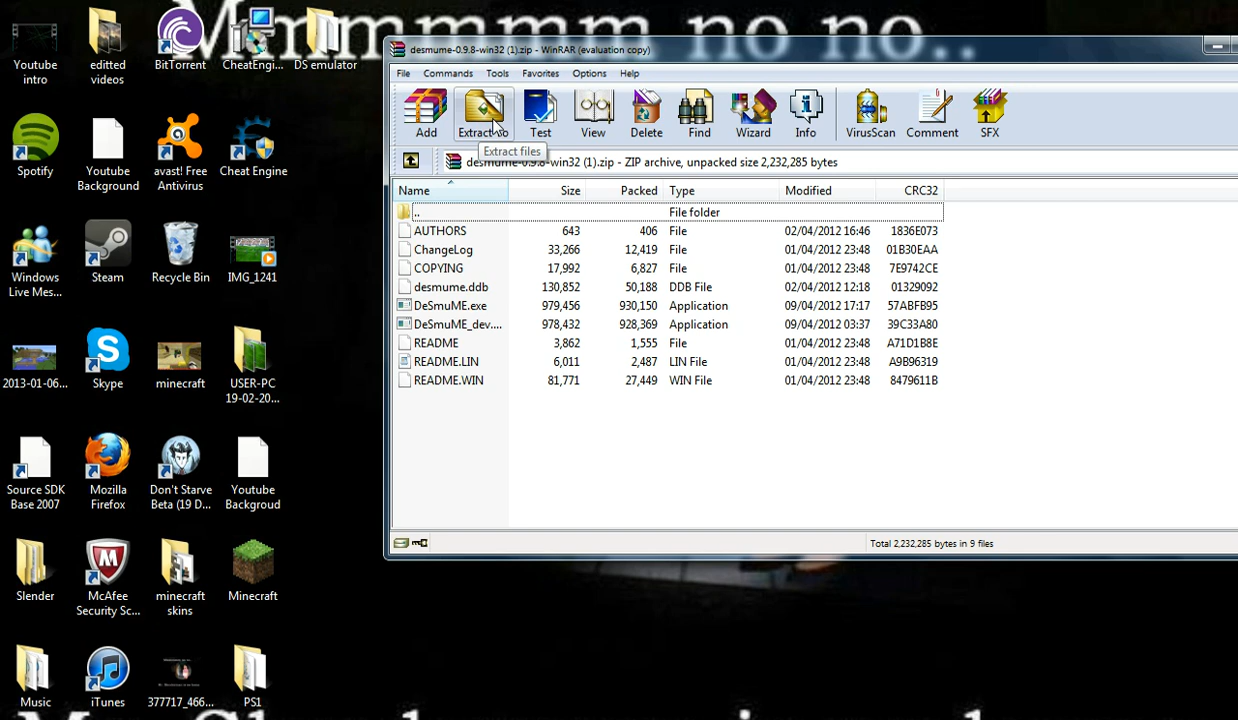 Mmmmmm no no..
Youtube
intro
editted
videos
BitTorrent
CheatEngi...
DS emulator
Spotify
Youtube
Background
avast! Free
Antivirus
Cheat Engine
Windows
Live Mes...
Steam
Recycle Bin
IMG_1241
2013-01-06...
Skype
minecraft
USER-PC
19-02-20...
Source SDK
Base 2007
Mozilla
Firefox
Don't Starve
Beta (19 D...
Youtube
Backgroud
Slender
McAfee
Security Sc...
minecraft
skins
Minecraft
Music
iTunes
377717_466...
PS1
desmume-0.9.8-win32 (1).zip - WinRAR (evaluation copy)
File Commands Tools Favorites Options Help
Add Extract To Test View Delete Find Wizard Info VirusScan Comment SFX
Extract files
desmume-0.9.8-win32 (1).zip - ZIP archive, unpacked size 2,232,285 bytes
Name Size Packed Type Modified CRC32
.. File folder
AUTHORS 643 406 File 02/04/2012 16:46 1836E073
ChangeLog 33,266 12,419 File 01/04/2012 23:48 01B30EAA
COPYING 17,992 6,827 File 01/04/2012 23:48 7E9742CE
desmume.ddb 130,852 50,188 DDB File 02/04/2012 12:18 01329092
DeSmuME.exe 979,456 930,150 Application 09/04/2012 17:17 57ABFB95
DeSmuME_dev.... 978,432 928,369 Application 09/04/2012 03:37 39C33A80
README 3,862 1,555 File 01/04/2012 23:48 A71D1B8E
README.LIN 6,011 2,487 LIN File 01/04/2012 23:48 A9B96319
README.WIN 81,771 27,449 WIN File 01/04/2012 23:48 8479611B
Total 2,232,285 bytes in 9 files